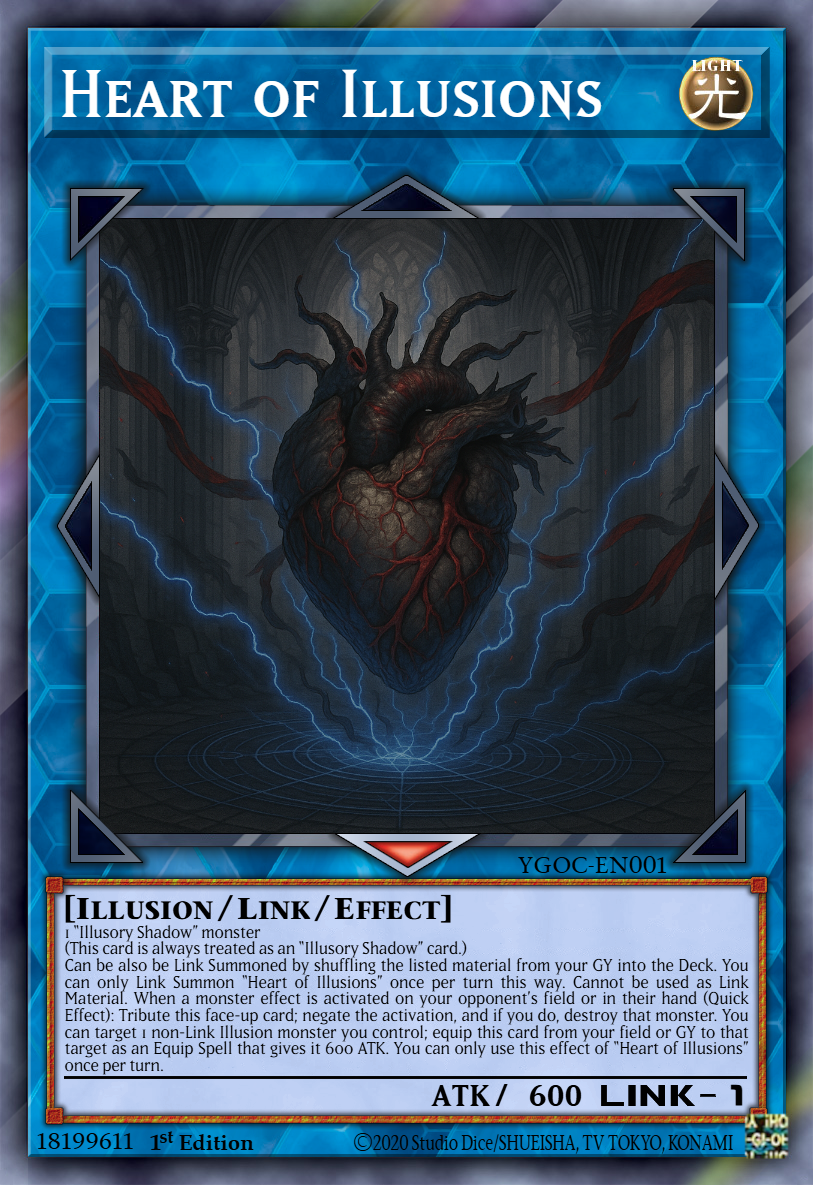 HEART OF ILLUSIONS
LIGHT
光
YGOC-EN001
[ILLUSION/LINK/EFFECT]
1 "Illusory Shadow" monster
(This card is always treated as an "Illusory Shadow" card.)
Can be also be Link Summoned by shuffling the listed material from your GY into the Deck. You
can only Link Summon "Heart of Illusions" once per turn this way. Cannot be used as Link
Material. When a monster effect is activated on your opponent's field or in their hand (Quick
Effect): Tribute this face-up card; negate the activation, and if you do, destroy that monster. You
can target 1 non-Link Illusion monster you control; equip this card from your field or GY to that
target as an Equip Spell that gives it 600 ATK. You can only use this effect of "Heart of Illusions"
once per turn.
ATK/ 600 LINK-1
18199611 1st Edition ©2020 Studio Dice/SHUEISHA, TV TOKYO, KONAMI